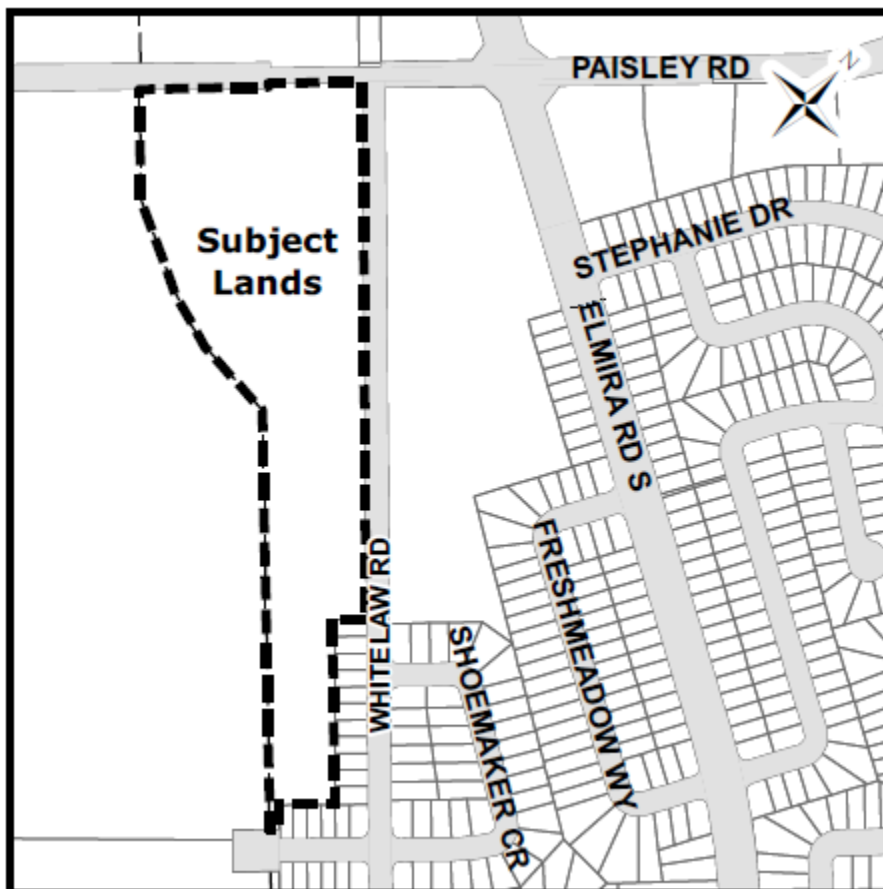 PAISLEY RD
N
Subject
Lands
STEPHANIE DR
ELMIRA RD S
WHITELAW RD
SHOEMAKER CR
FRESHMEADOW WY